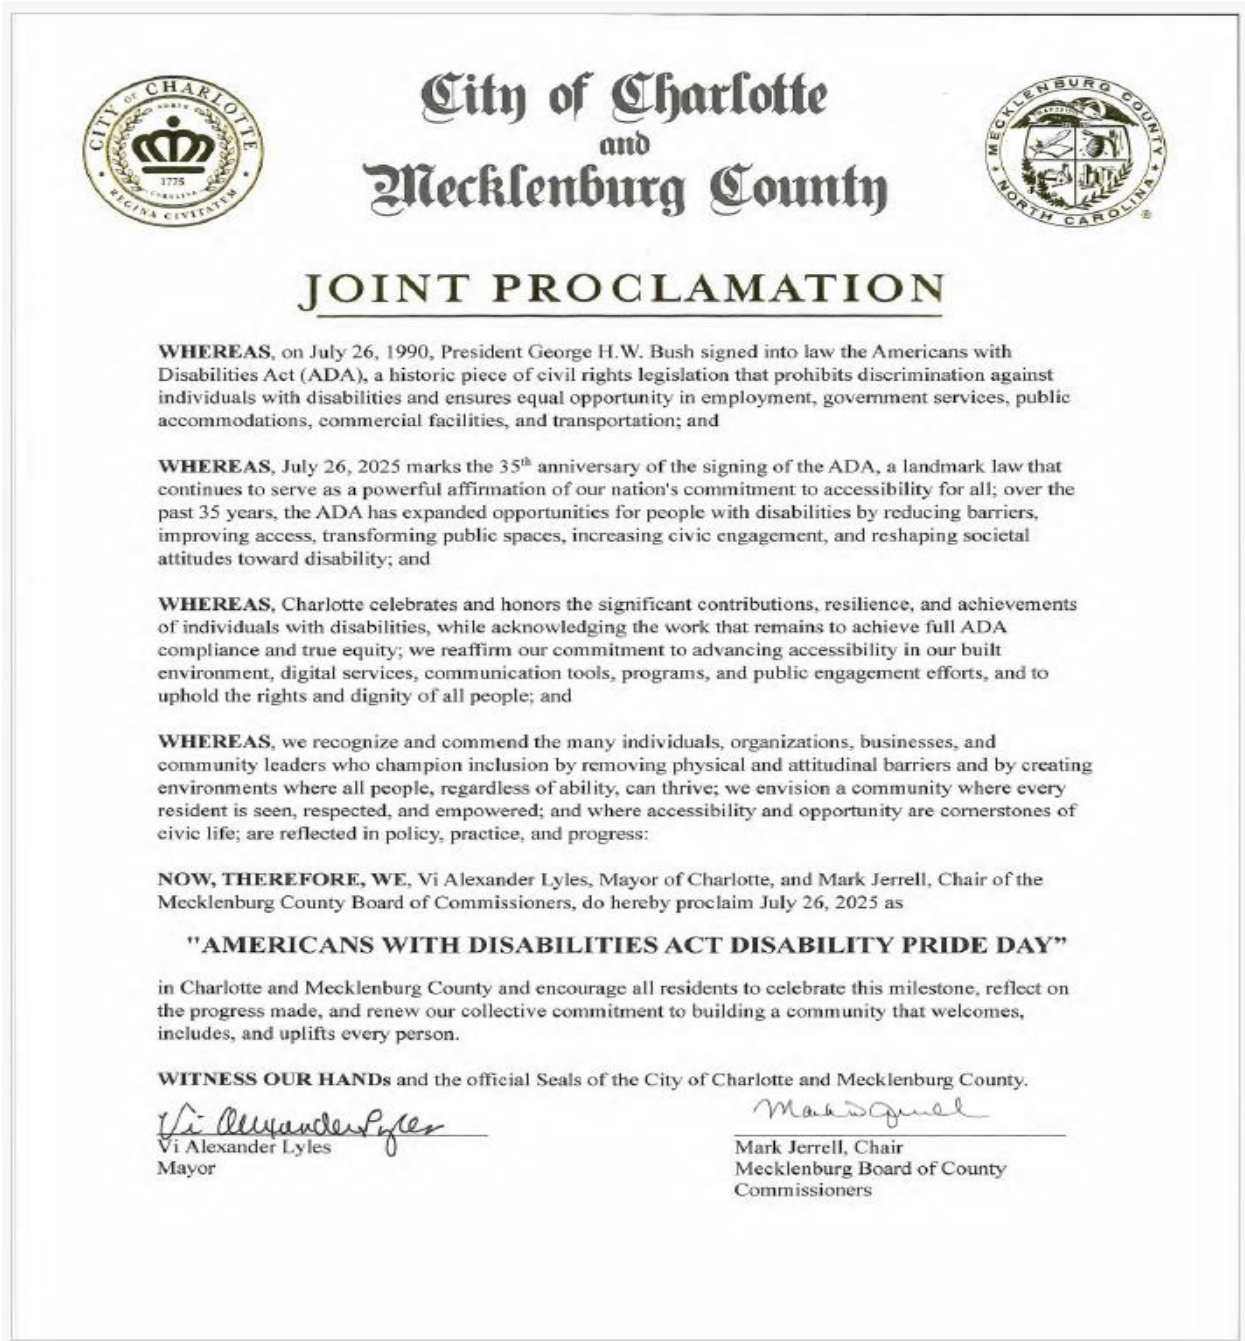 CITY OF CHARLOTTE
NORTH
1775
CAROLINA
REGINA CIVITATUM
City of Charlotte
and
Mecklenburg County
MECKLENBURG COUNTY
NORTH CAROLINA
®
JOINT PROCLAMATION
WHEREAS, on July 26, 1990, President George H.W. Bush signed into law the Americans with
Disabilities Act (ADA), a historic piece of civil rights legislation that prohibits discrimination against
individuals with disabilities and ensures equal opportunity in employment, government services, public
accommodations, commercial facilities, and transportation; and
WHEREAS, July 26, 2025 marks the 35th anniversary of the signing of the ADA, a landmark law that
continues to serve as a powerful affirmation of our nation's commitment to accessibility for all; over the
past 35 years, the ADA has expanded opportunities for people with disabilities by reducing barriers,
improving access, transforming public spaces, increasing civic engagement, and reshaping societal
attitudes toward disability; and
WHEREAS, Charlotte celebrates and honors the significant contributions, resilience, and achievements
of individuals with disabilities, while acknowledging the work that remains to achieve full ADA
compliance and true equity; we reaffirm our commitment to advancing accessibility in our built
environment, digital services, communication tools, programs, and public engagement efforts, and to
uphold the rights and dignity of all people; and
WHEREAS, we recognize and commend the many individuals, organizations, businesses, and
community leaders who champion inclusion by removing physical and attitudinal barriers and by creating
environments where all people, regardless of ability, can thrive; we envision a community where every
resident is seen, respected, and empowered; and where accessibility and opportunity are cornerstones of
civic life; are reflected in policy, practice, and progress:
NOW, THEREFORE, WE, Vi Alexander Lyles, Mayor of Charlotte, and Mark Jerrell, Chair of the
Mecklenburg County Board of Commissioners, do hereby proclaim July 26, 2025 as
"AMERICANS WITH DISABILITIES ACT DISABILITY PRIDE DAY”
in Charlotte and Mecklenburg County and encourage all residents to celebrate this milestone, reflect on
the progress made, and renew our collective commitment to building a community that welcomes,
includes, and uplifts every person.
WITNESS OUR HANDs and the official Seals of the City of Charlotte and Mecklenburg County.
Vi Alexander Lyles
Vi Alexander Lyles
Mayor
Mark D Jerrell
Mark Jerrell, Chair
Mecklenburg Board of County
Commissioners